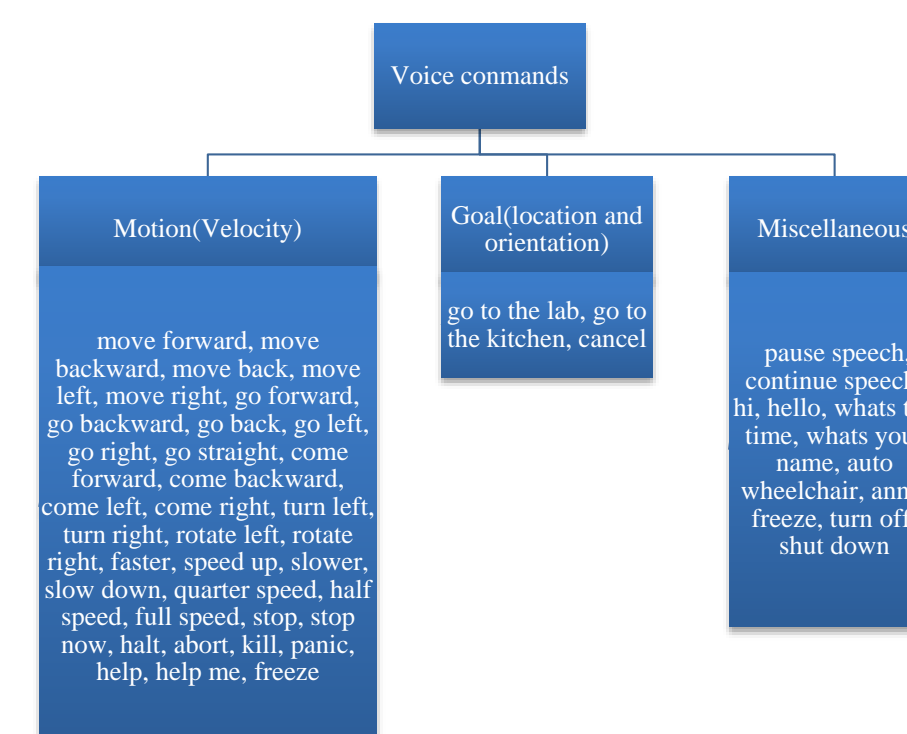 Voice conmands
Motion(Velocity)
move forward, move
backward, move back, move
left, move right, go forward,
go backward, go back, go left,
go right, go straight, come
forward, come backward,
come left, come right, turn left,
turn right, rotate left, rotate
right, faster, speed up, slower,
slow down, quarter speed, half
speed, full speed, stop, stop
now, halt, abort, kill, panic,
help, help me, freeze
Goal(location and
orientation)
go to the lab, go to
the kitchen, cancel
Miscellaneous
pause speech,
continue
hi, hello, whats
time, whats
name, auto
wheelchair,
freeze, turn off
shut down